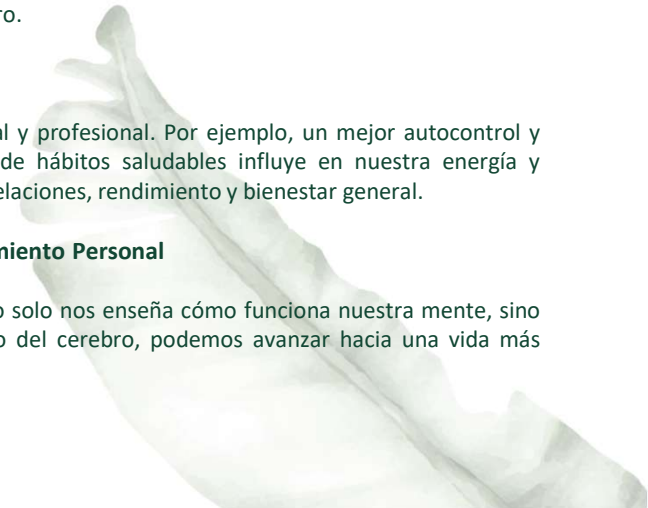 ro.
al y profesional. Por ejemplo, un mejor autocontrol y
de hábitos saludables influye en nuestra energía y
elaciones, rendimiento y bienestar general.
miento Personal
o solo nos enseña cómo funciona nuestra mente, sino
o del cerebro, podemos avanzar hacia una vida más